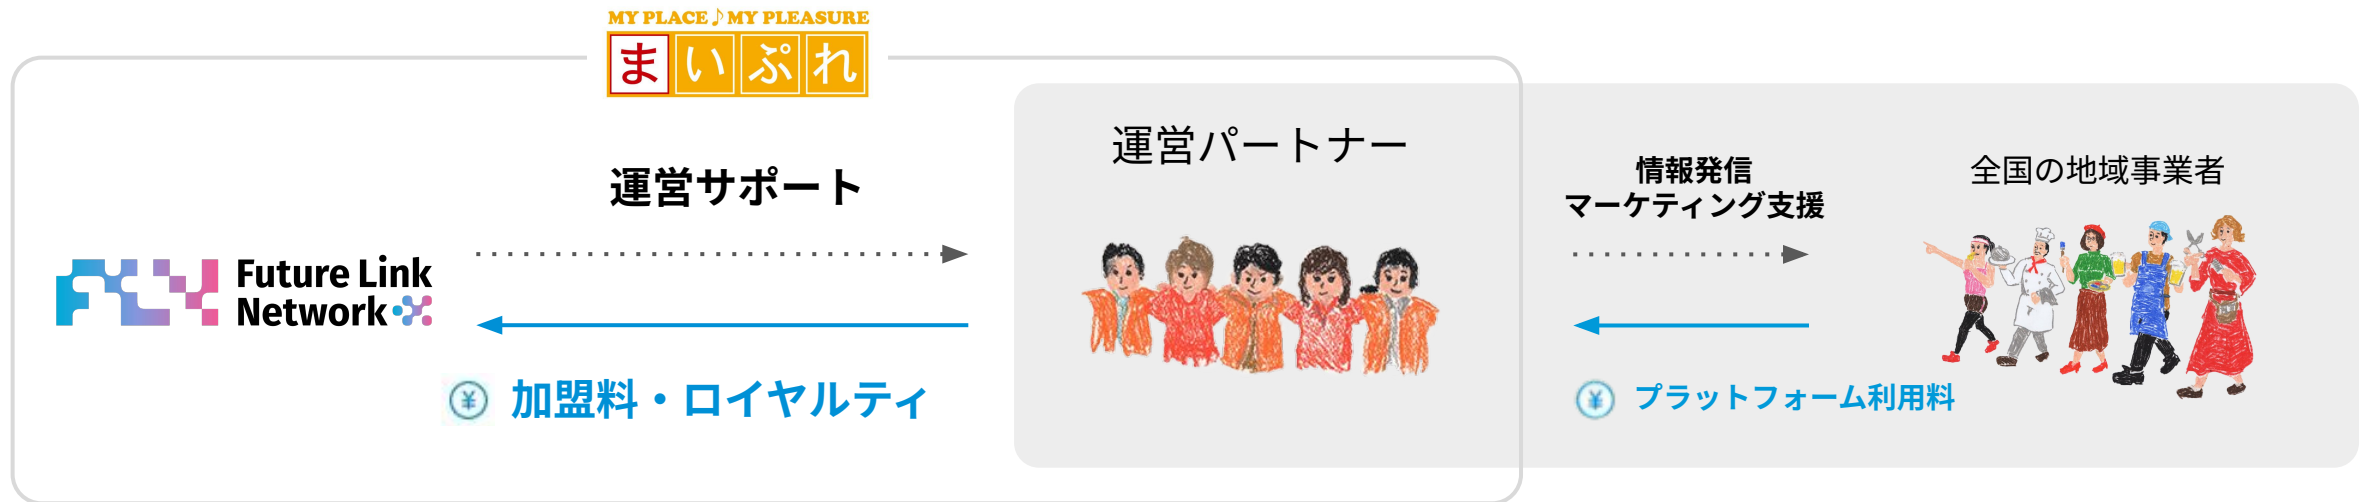 MY PLACE♪MY PLEASURE
まいぷれ
運営パートナー
運営サポート
情報発信
マーケティング支援
全国の地域事業者
FLN
Future Link
Network
¥ 加盟料・ロイヤルティ
¥ プラットフォーム利用料